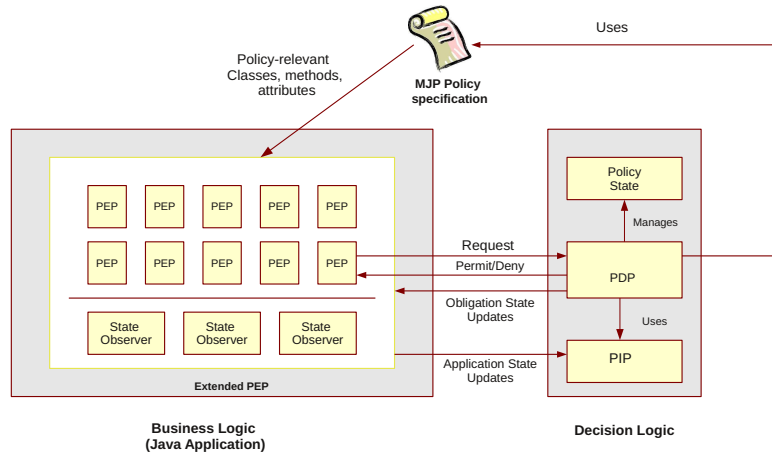 Uses
Policy-relevant
Classes, methods,
attributes
MJP Policy
specification
PEP PEP PEP PEP PEP
PEP PEP PEP PEP PEP
State
Observer
State
Observer
State
Observer
Extended PEP
Request
Permit/Deny
Obligation State
Updates
Application State
Updates
Policy
State
Manages
PDP
Uses
PIP
Business Logic
(Java Application)
Decision Logic